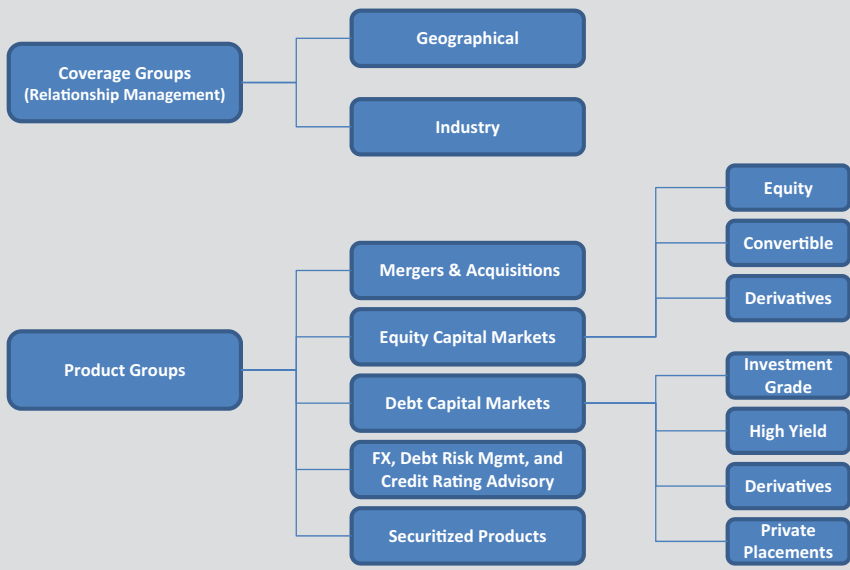 Coverage Groups
(Relationship Management)
Geographical
Industry
Product Groups
Mergers & Acquisitions
Equity Capital Markets
Equity
Convertible
Derivatives
Debt Capital Markets
Investment
Grade
High Yield
Derivatives
Private
Placements
FX, Debt Risk Mgmt, and
Credit Rating Advisory
Securitized Products